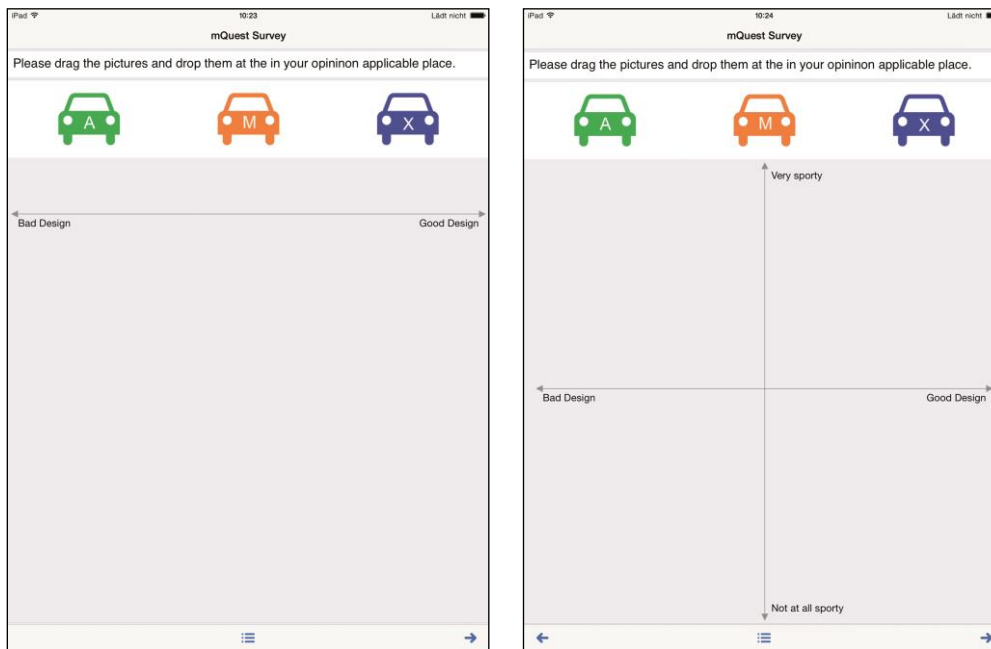 iPad
10:23
Lädt nicht
mQuest Survey
Please drag the pictures and drop them at the in your opininon applicable place.
A
M
X
Bad Design
Good Design
iPad
10:24
Lädt nicht
mQuest Survey
Please drag the pictures and drop them at the in your opininon applicable place.
A
M
X
Very sporty
Bad Design
Good Design
Not at all sporty